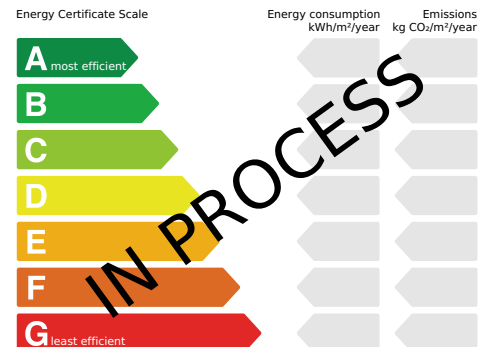 Energy Certificate Scale
Energy consumption
kWh/m²/year
Emissions
kg CO₂/m²/year
A most efficient
B
C
D
E
F
G least efficient
IN PROCESS